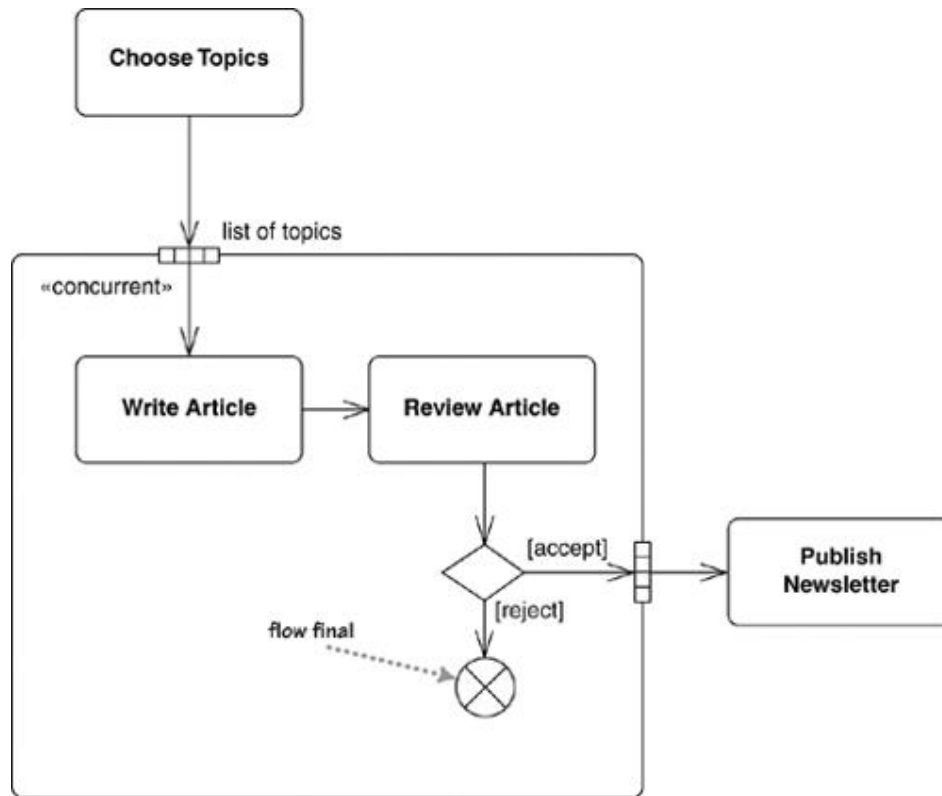 Choose Topics
list of topics
«concurrent»
Write Article
Review Article
[accept]
Publish
Newsletter
[reject]
flow final